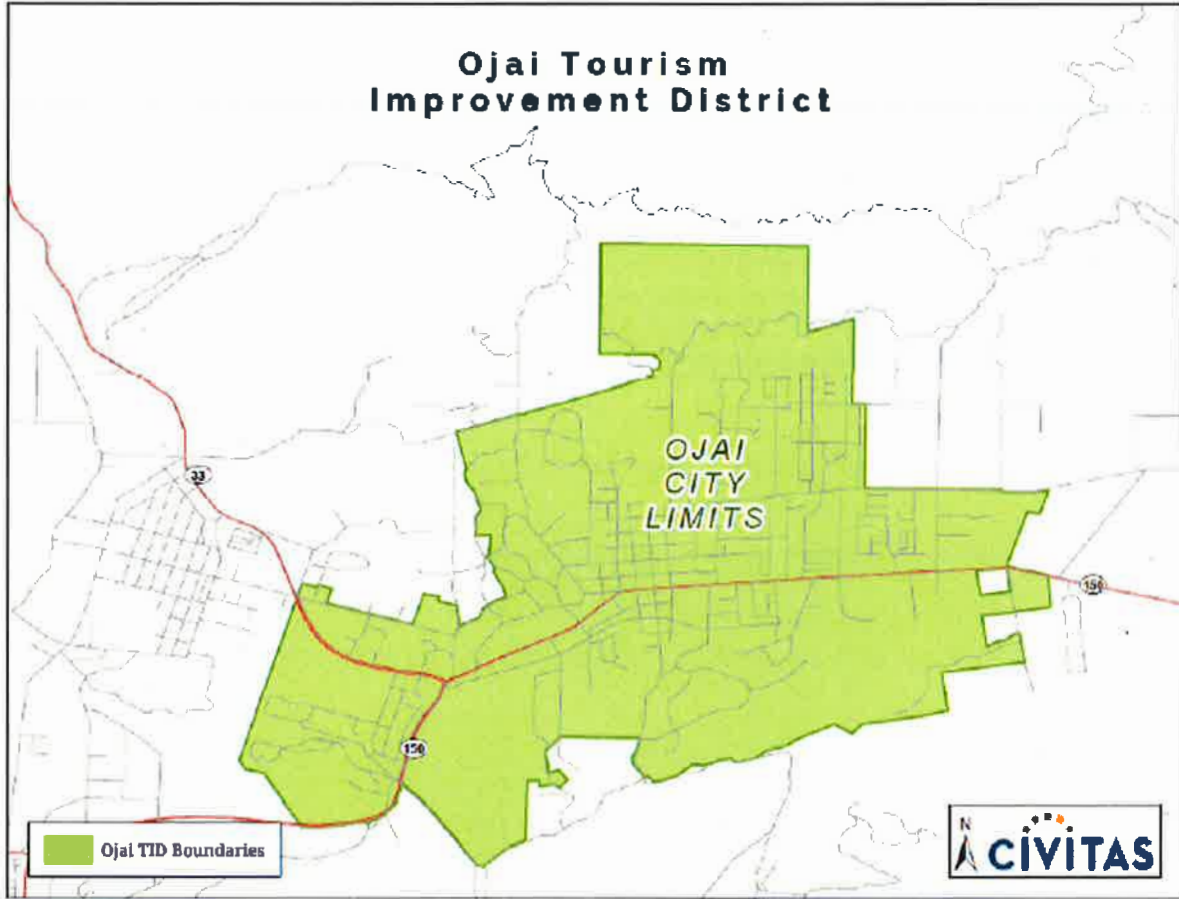 Ojai Tourism
Improvement District
33
OJAI
CITY
LIMITS
150
150
Ojai TID Boundaries
N
CIVITAS